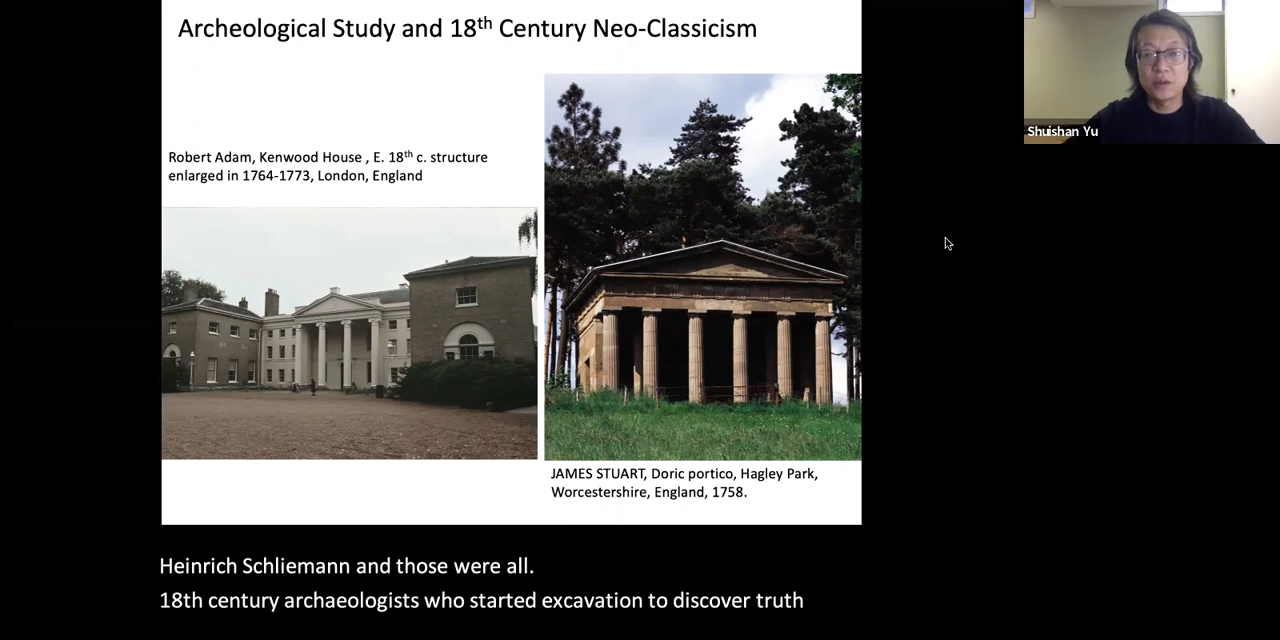 Archeological Study and 18th Century Neo-Classicism
Robert Adam, Kenwood House , E. 18th c. structure
enlarged in 1764-1773, London, England
JAMES STUART, Doric portico, Hagley Park,
Worcestershire, England, 1758.
Shuishan Yu
Heinrich Schliemann and those were all.
18th century archaeologists who started excavation to discover truth